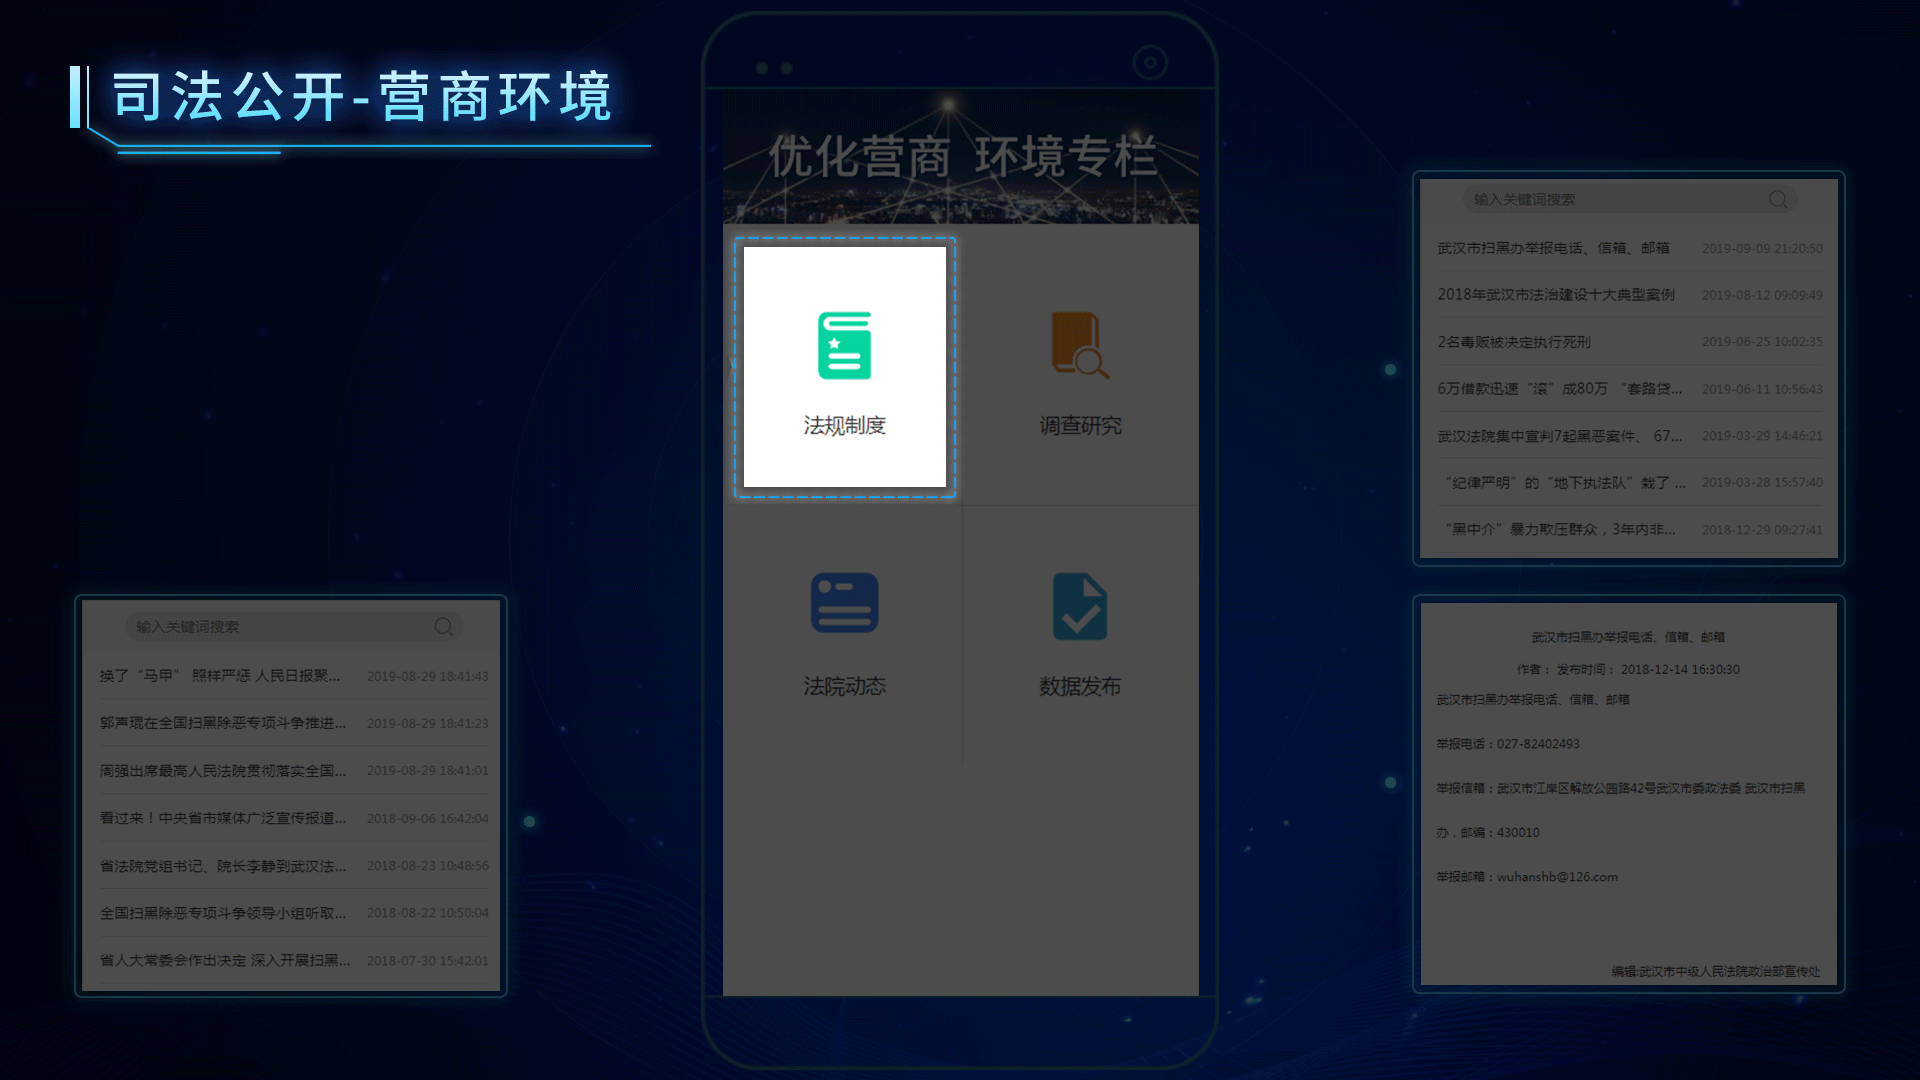 司法公开-营商环境
优化营商 环境专栏
法规制度
调查研究
法院动态
数据发布
输入关键词搜索
换了“马甲” 照样严惩 人民日报聚... 2019-08-29 18:41:43
郭声琨在全国扫黑除恶专项斗争推进... 2019-08-29 18:41:23
周强出席最高人民法院贯彻落实全国... 2019-08-29 18:41:01
看过来！中央省市媒体广泛宣传报道... 2018-09-06 16:42:04
省法院党组书记、院长李静到武汉法... 2018-08-23 10:48:56
全国扫黑除恶专项斗争领导小组听取... 2018-08-22 10:50:04
省人大常委会作出决定 深入开展扫黑... 2018-07-30 15:42:01
输入关键词搜索
武汉市扫黑办举报电话、信箱、邮箱 2019-09-09 21:20:50
2018年武汉市法治建设十大典型案例 2019-08-12 09:09:49
2名毒贩被决定执行死刑 2019-06-25 10:02:35
6万借款迅速“滚”成80万 “套路贷... 2019-06-11 10:56:43
武汉法院集中宣判7起黑恶案件、 67... 2019-03-29 14:46:21
“纪律严明”的“地下执法队”栽了 ... 2019-03-28 15:57:40
“黑中介”暴力欺压群众，3年内非... 2018-12-29 09:27:41
武汉市扫黑办举报电话、信箱、邮箱
作者： 发布时间： 2018-12-14 16:30:30
武汉市扫黑办举报电话、信箱、邮箱
举报电话：027-82402493
举报信箱：武汉市江岸区解放公园路42号武汉市委政法委 武汉市扫黑
办，邮编：430010
举报邮箱：wuhanshb@126.com
编辑:武汉市中级人民法院政治部宣传处